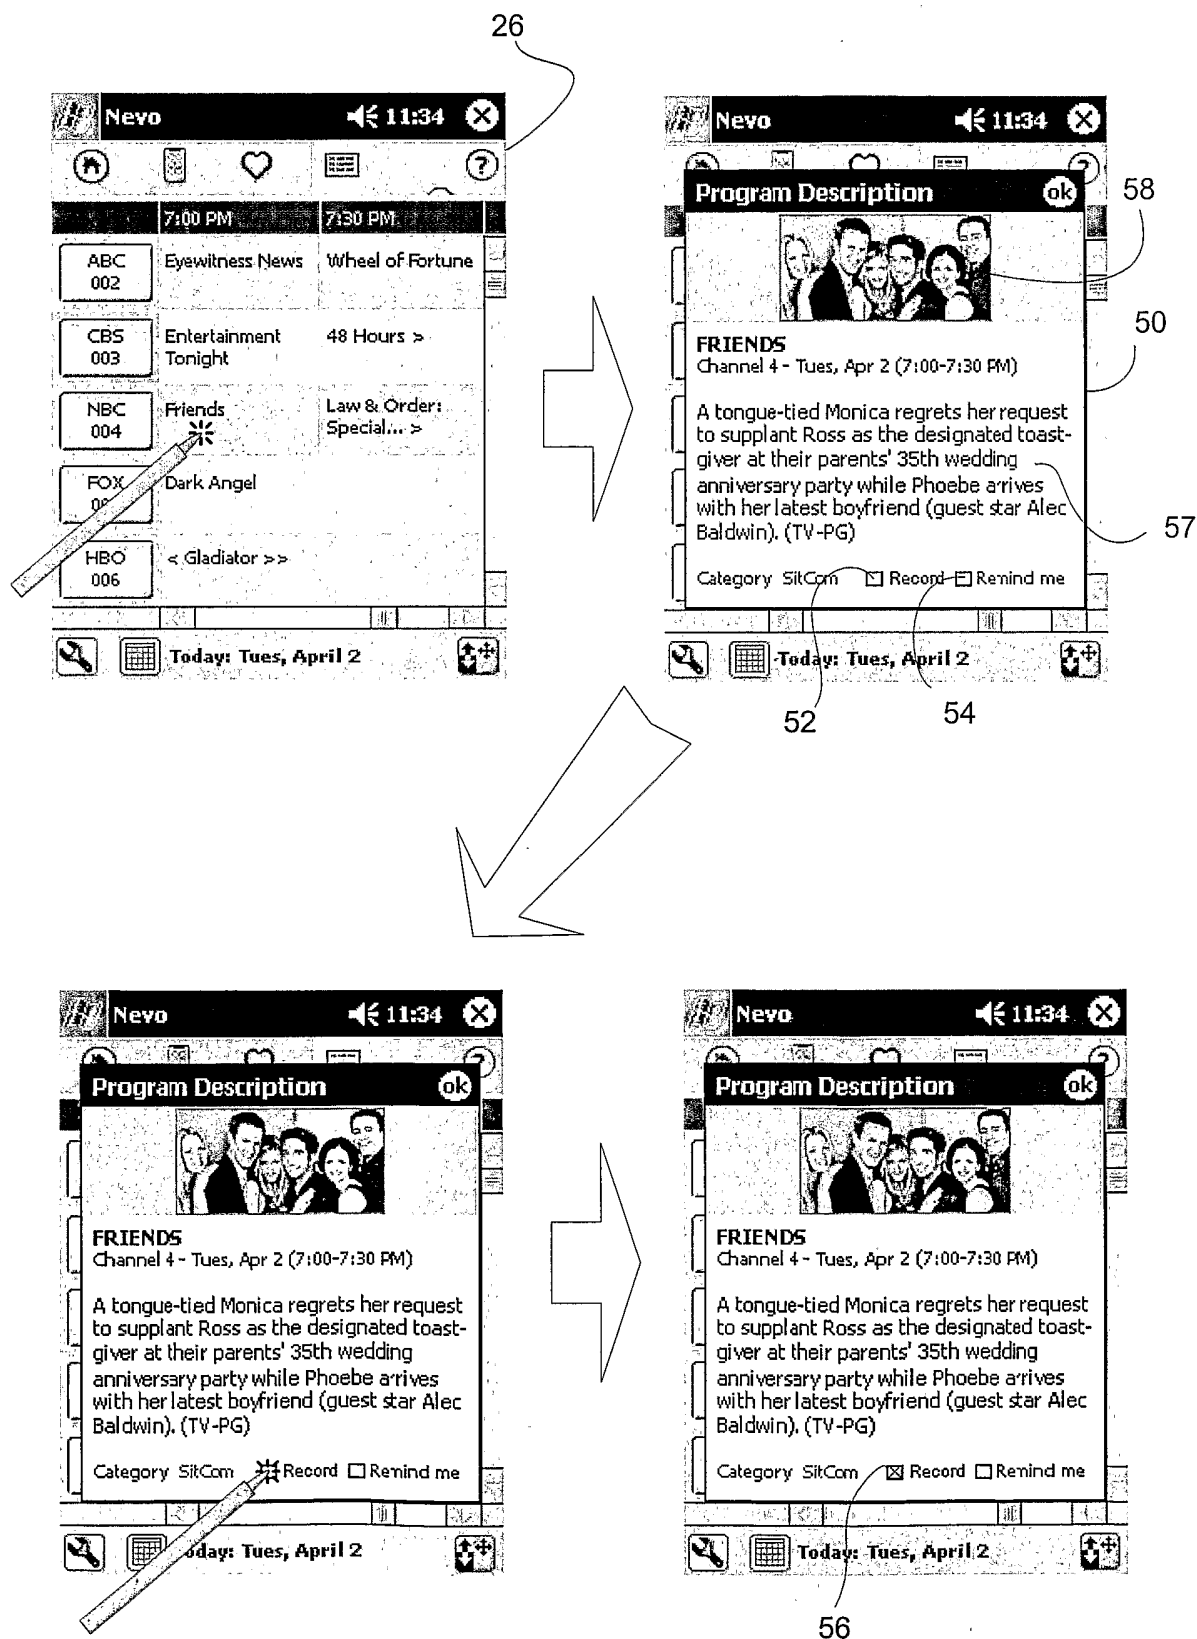 26
Nevo 11:34
7:00 PM 7:30 PM
ABC 002 Eyewitness News Wheel of Fortune
CBS 003 Entertainment Tonight 48 Hours >
NBC 004 Friends Law & Order: Special... >
FOX Dark Angel
HBO 006 < Gladiator >>
Today: Tues, April 2
Nevo 11:34
Program Description ok
58
50
FRIENDS
Channel 4 - Tues, Apr 2 (7:00-7:30 PM)
A tongue-tied Monica regrets her request
to supplant Ross as the designated toast-
giver at their parents' 35th wedding
anniversary party while Phoebe arrives
with her latest boyfriend (guest star Alec
Baldwin). (TV-PG)
57
Category SitCom Record Remind me
Today: Tues, April 2
52
54
Nevo 11:34
Program Description ok
FRIENDS
Channel 4 - Tues, Apr 2 (7:00-7:30 PM)
A tongue-tied Monica regrets her request
to supplant Ross as the designated toast-
giver at their parents' 35th wedding
anniversary party while Phoebe arrives
with her latest boyfriend (guest star Alec
Baldwin). (TV-PG)
Category SitCom Record Remind me
oday: Tues, April 2
Nevo 11:34
Program Description ok
FRIENDS
Channel 4 - Tues, Apr 2 (7:00-7:30 PM)
A tongue-tied Monica regrets her request
to supplant Ross as the designated toast-
giver at their parents' 35th wedding
anniversary party while Phoebe arrives
with her latest boyfriend (guest star Alec
Baldwin). (TV-PG)
Category SitCom Record Remind me
Today: Tues, April 2
56